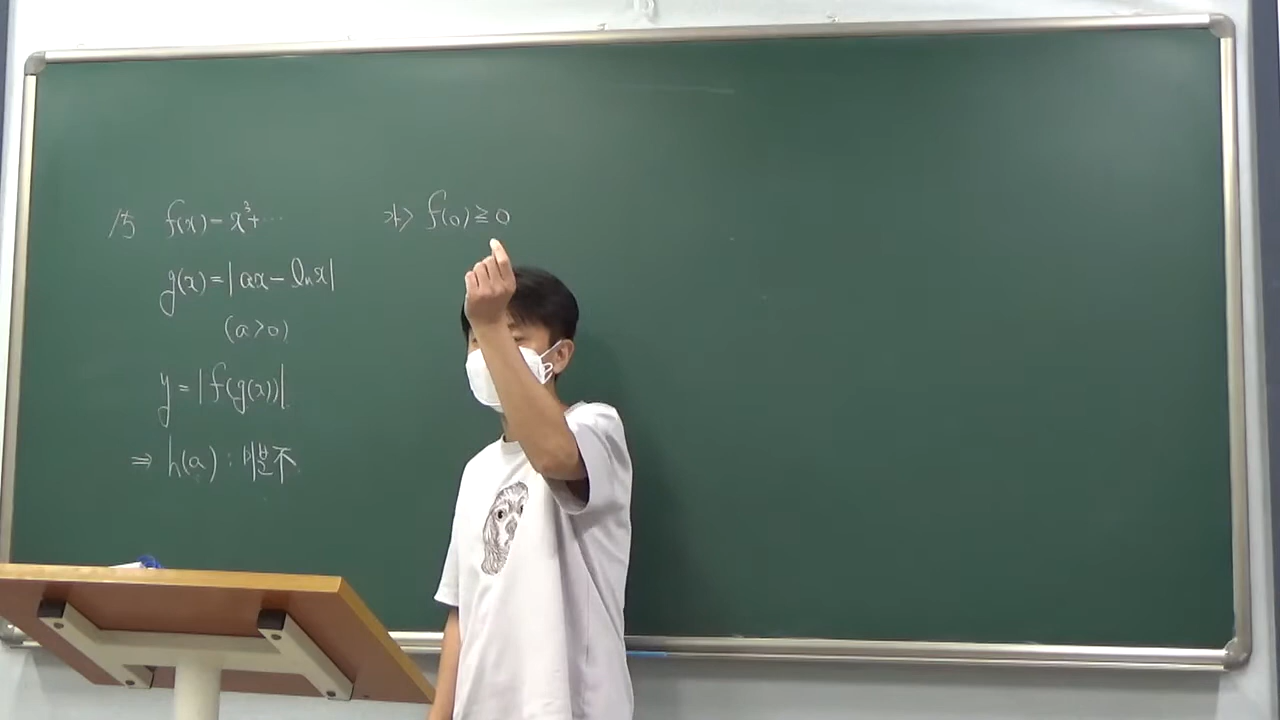 15 f(x)=x³+⋯
g(x)=|ax-ln x|
(a>0)
y=|f(g(x))|
⇒ h(a) : 미분不
가> f(0)≧0